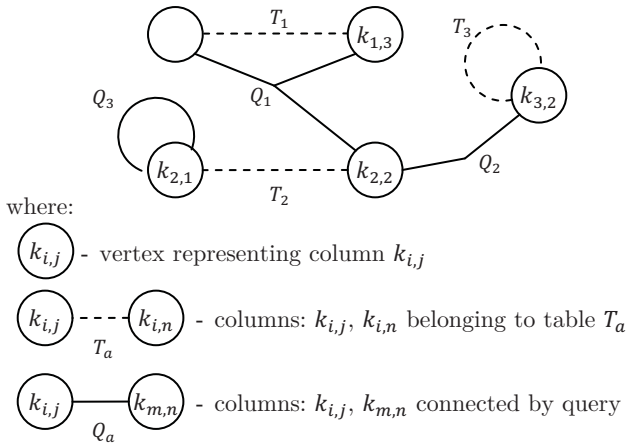 T₁
k₁,₃
T₃
k₃,₂
Q₁
Q₃
k₂,₁
T₂
k₂,₂
Q₂
where:
kᵢ,ⱼ - vertex representing column kᵢ,ⱼ
kᵢ,ⱼ kᵢ,ₙ - columns: kᵢ,ⱼ, kᵢ,ₙ belonging to table Tₐ
Tₐ
kᵢ,ⱼ kₘ,ₙ - columns: kᵢ,ⱼ, kₘ,ₙ connected by query
Qₐ